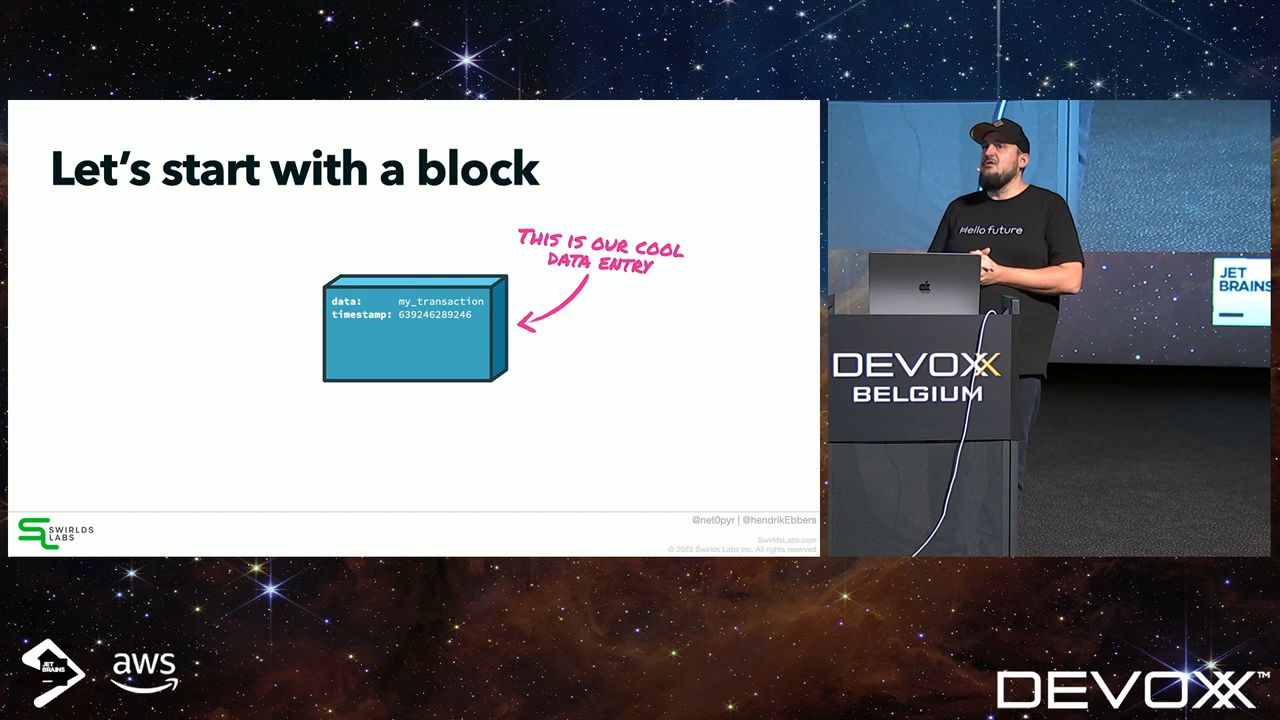 Let's start with a block
THIS IS OUR COOL
DATA ENTRY
data: my_transaction
timestamp: 639246289246
SWIRLDS
LABS
@net0pyr | @hendrikEbbers
SwirldsLabs.com
© 2022 Swirlds Labs Inc. All rights reserved
Hello future
JET
BRAINS
DEVOXX
BELGIUM
JET
BRAINS
aws
DEVOXX™